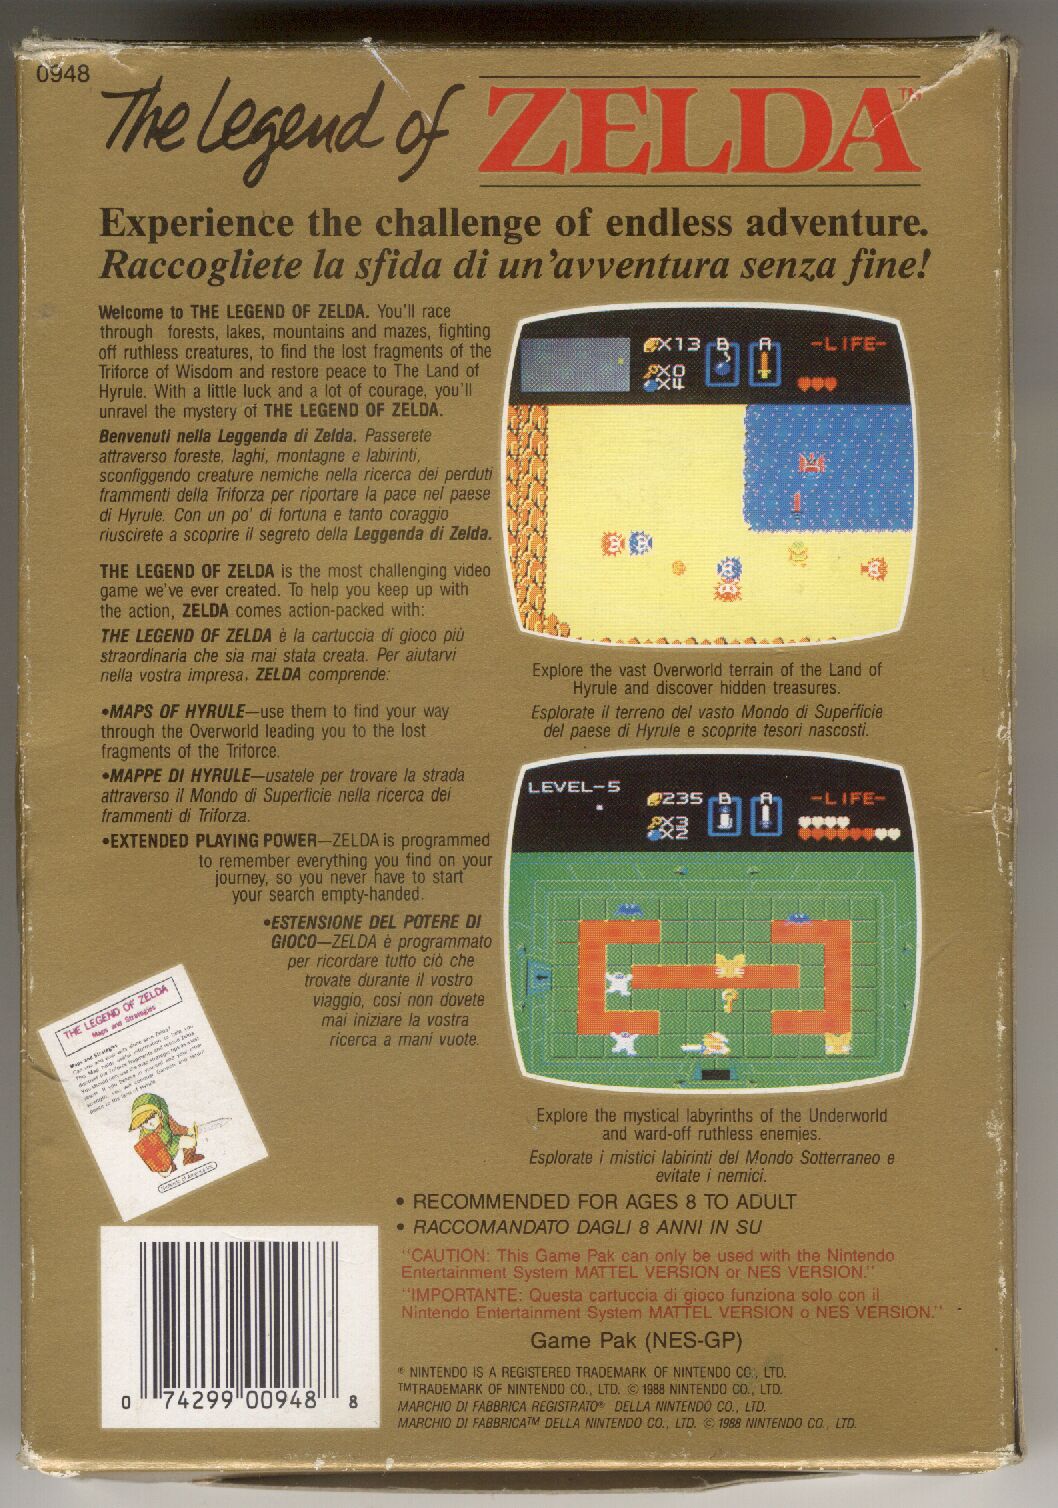 0948
The Legend of ZELDA™
Experience the challenge of endless adventure.
Raccogliete la sfida di un'avventura senza fine!
Welcome to THE LEGEND OF ZELDA. You'll race
through forests, lakes, mountains and mazes, fighting
off ruthless creatures, to find the lost fragments of the
Triforce of Wisdom and restore peace to The Land of
Hyrule. With a little luck and a lot of courage, you'll
unravel the mystery of THE LEGEND OF ZELDA.
Benvenuti nella Leggenda di Zelda. Passerete
attraverso foreste, laghi, montagne e labirinti,
sconfiggendo creature nemiche nella ricerca dei perduti
frammenti della Triforza per riportare la pace nel paese
di Hyrule. Con un po' di fortuna e tanto coraggio
riuscirete a scoprire il segreto della Leggenda di Zelda.
THE LEGEND OF ZELDA is the most challenging video
game we've ever created. To help you keep up with
the action, ZELDA comes action-packed with:
THE LEGEND OF ZELDA è la cartuccia di gioco più
straordinaria che sia mai stata creata. Per aiutarvi
nella vostra impresa, ZELDA comprende:
•MAPS OF HYRULE—use them to find your way
through the Overworld leading you to the lost
fragments of the Triforce.
•MAPPE DI HYRULE—usatele per trovare la strada
attraverso il Mondo di Superficie nella ricerca dei
frammenti di Triforza.
•EXTENDED PLAYING POWER—ZELDA is programmed
to remember everything you find on your
journey, so you never have to start
your search empty-handed.
•ESTENSIONE DEL POTERE DI
GIOCO—ZELDA è programmato
per ricordare tutto ciò che
trovate durante il vostro
viaggio, così non dovete
mai iniziare la vostra
ricerca a mani vuote.
X13 B A -LIFE-
X0
X4
Explore the vast Overworld terrain of the Land of
Hyrule and discover hidden treasures.
Esplorate il terreno del vasto Mondo di Superficie
del paese di Hyrule e scoprite tesori nascosti.
LEVEL-5
235 B A -LIFE-
X3
X2
Explore the mystical labyrinths of the Underworld
and ward-off ruthless enemies.
Esplorate i mistici labirinti del Mondo Sotterraneo e
evitate i nemici.
THE LEGEND OF ZELDA
Maps and Strategies
Maps and Strategies
• RECOMMENDED FOR AGES 8 TO ADULT
• RACCOMANDATO DAGLI 8 ANNI IN SU
"CAUTION: This Game Pak can only be used with the Nintendo
Entertainment System MATTEL VERSION or NES VERSION."
"IMPORTANTE: Questa cartuccia di gioco funziona solo con il
Nintendo Entertainment System MATTEL VERSION o NES VERSION."
Game Pak (NES-GP)
® NINTENDO IS A REGISTERED TRADEMARK OF NINTENDO CO., LTD.
TMTRADEMARK OF NINTENDO CO., LTD. © 1988 NINTENDO CO., LTD.
MARCHIO DI FABBRICA REGISTRATO® DELLA NINTENDO CO., LTD.
MARCHIO DI FABBRICA™ DELLA NINTENDO CO., LTD. © 1988 NINTENDO CO., LTD.
0 74299 00948 8